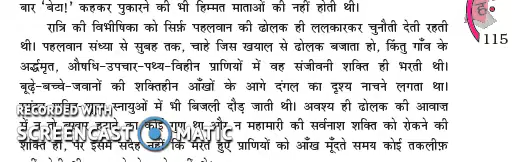 बार 'बेटा!' कहकर पुकारने की भी हिम्मत माताओं की नहीं होती थी।
रात्रि की विभीषिका को सिर्फ़ पहलवान की ढोलक ही ललकारकर चुनौती देती रहती
थी। पहलवान संध्या से सुबह तक, चाहे जिस खयाल से ढोलक बजाता हो, किंतु गाँव के
115
अर्द्धमृत, औषधि-उपचार-पथ्य-विहीन प्राणियों में वह संजीवनी शक्ति ही भरती थी।
बूढ़े-बच्चे-जवानों की शक्तिहीन आँखों के आगे दंगल का दृश्य नाचने लगता था।
स्नायुओं में भी बिजली दौड़ जाती थी। अवश्य ही ढोलक की आवाज़
RECORDED WITH
कोई गुण था और न महामारी की सर्वनाश शक्ति को रोकने की
SCREENCAST MATIC
शक्ति ही, पर इसमें संदेह नहीं कि मरते हुए प्राणियों को आँख मूँदते समय कोई तकलीफ़